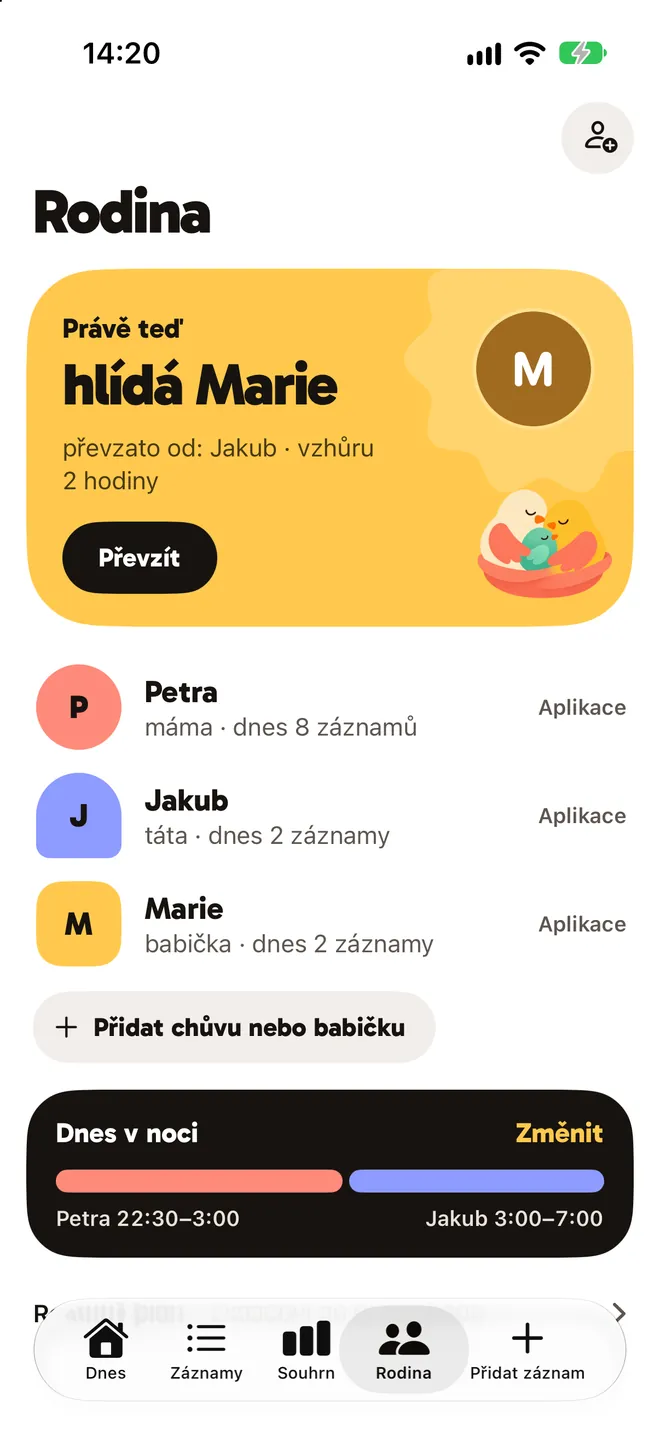 14:20
Rodina
Právě teď
hlídá Marie
M
převzato od: Jakub · vzhůru
2 hodiny
Převzít
P
Petra
máma · dnes 8 záznamů
Aplikace
J
Jakub
táta · dnes 2 záznamy
Aplikace
M
Marie
babička · dnes 2 záznamy
Aplikace
Přidat chůvu nebo babičku
Dnes v noci
Změnit
Petra 22:30–3:00
Jakub 3:00–7:00
Dnes
Záznamy
Souhrn
Rodina
Přidat záznam